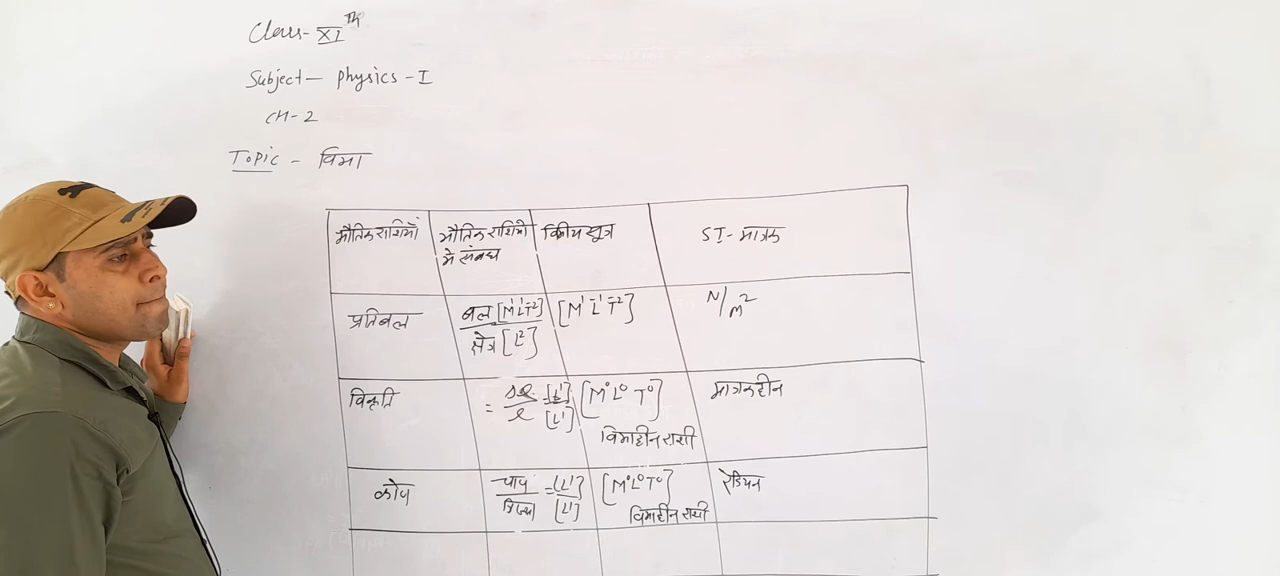 Class- XI Th
Subject- Physics - I
CH-2
Topic - विमा
भौतिक राशियाँ
भौतिक राशियों
मे संबंध
विमीय सूत्र
SI-मात्रक
प्रतिबल
बल [M¹L¹T⁻²]
क्षेत्र [L²]
[M¹L⁻¹T⁻²]
N/m²
विकृति
= Δl/l [L¹]/[L¹]
[M⁰L⁰T⁰]
विमाहीन राशी
मात्रकहीन
कोण
चाप/त्रिज्या = [L¹]/[L¹]
[M⁰L⁰T⁰]
विमाहीन राशी
रेडियन